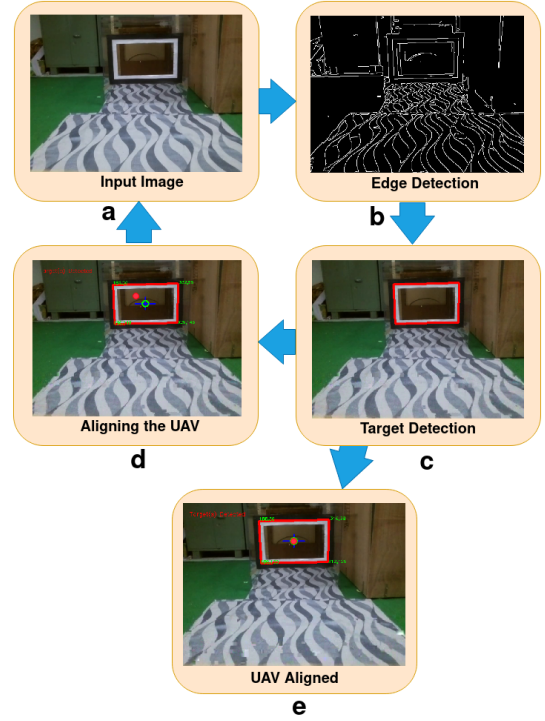 Input Image
a
Edge Detection
b
Aligning the UAV
d
Target Detection
c
UAV Aligned
e